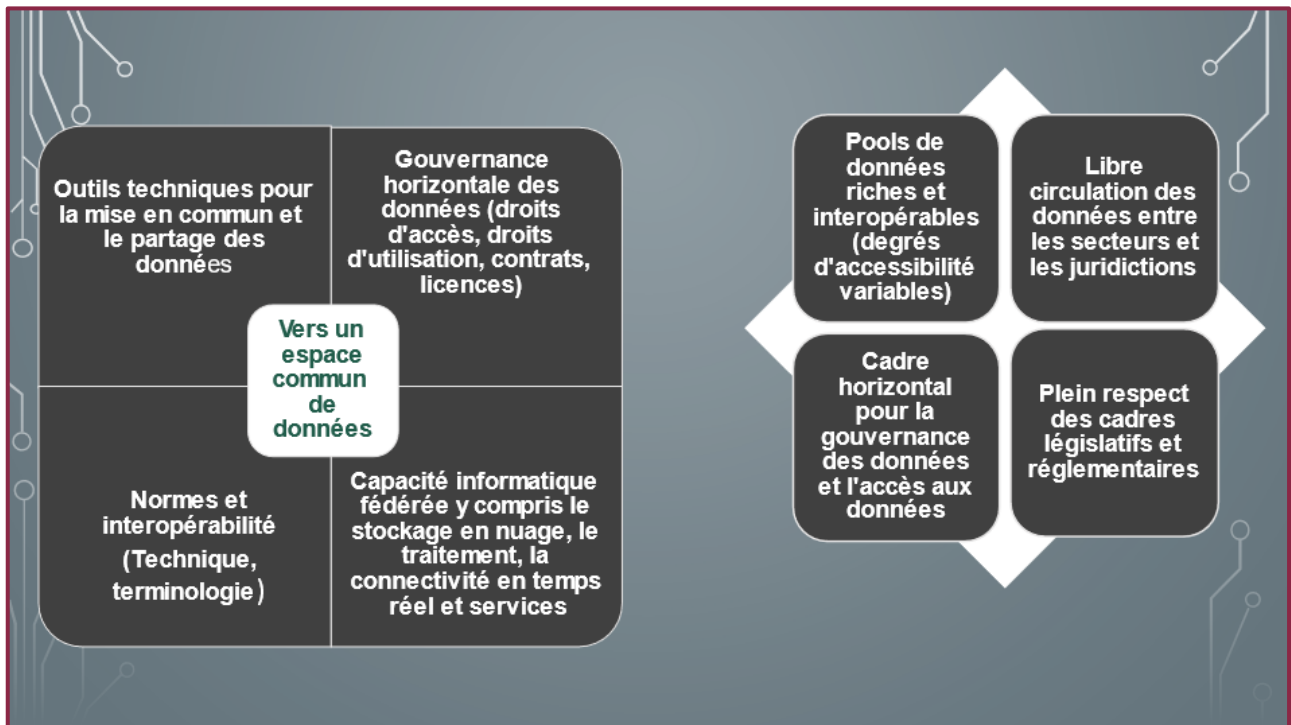 Outils techniques pour
la mise en commun et
le partage des
données
Gouvernance
horizontale des
données (droits
d'accès, droits
d'utilisation, contrats,
licences)
Vers un
espace
commun
de
données
Normes et
interopérabilité
(Technique,
terminologie)
Capacité informatique
fédérée y compris le
stockage en nuage, le
traitement, la
connectivité en temps
réel et services
Pools de
données
riches et
interopérables
(degrés
d'accessibilité
variables)
Libre
circulation des
données entre
les secteurs et
les juridictions
Cadre
horizontal
pour la
gouvernance
des données
et l'accès aux
données
Plein respect
des cadres
législatifs et
réglementaires